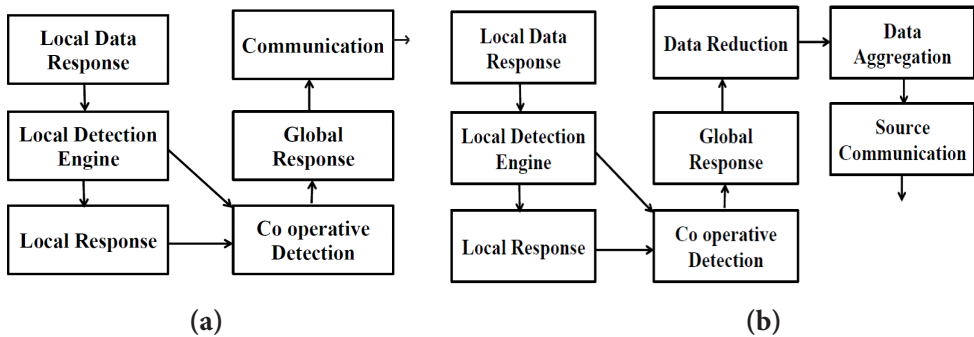 Local Data
Response
Communication
Local Detection
Engine
Global
Response
Local Response
Co operative
Detection
(a)
Local Data
Response
Data Reduction
Data
Aggregation
Local Detection
Engine
Global
Response
Source
Communication
Local Response
Co operative
Detection
(b)